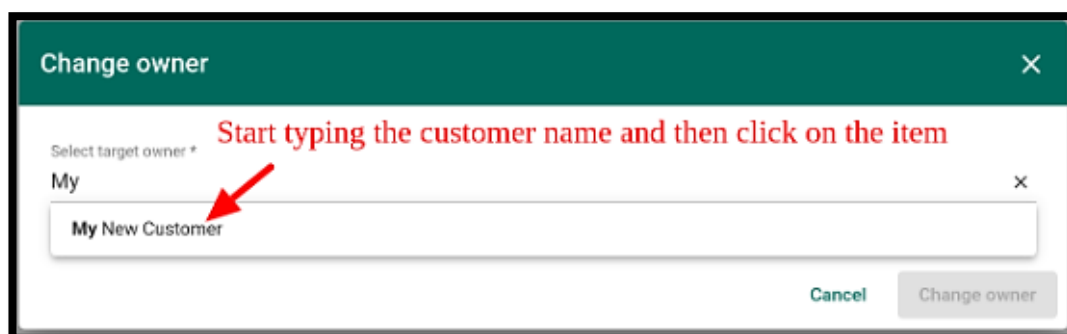 Change owner
Start typing the customer name and then click on the item
Select target owner *
My
My New Customer
Cancel Change owner